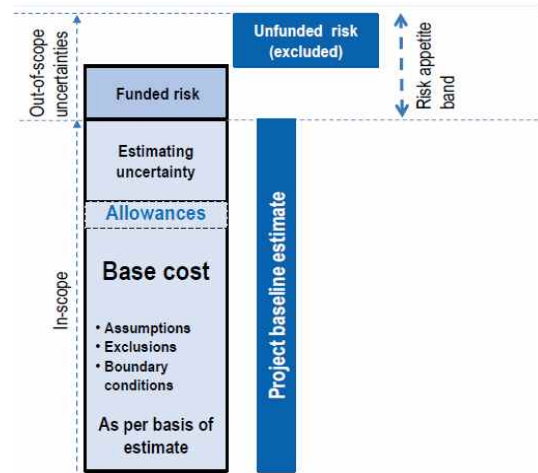 Out-of-scope
uncertainties
Unfunded risk
(excluded)
Risk appetite
band
Funded risk
In-scope
Estimating
uncertainty
Allowances
Base cost
• Assumptions
• Exclusions
• Boundary
conditions
As per basis of
estimate
Project baseline estimate